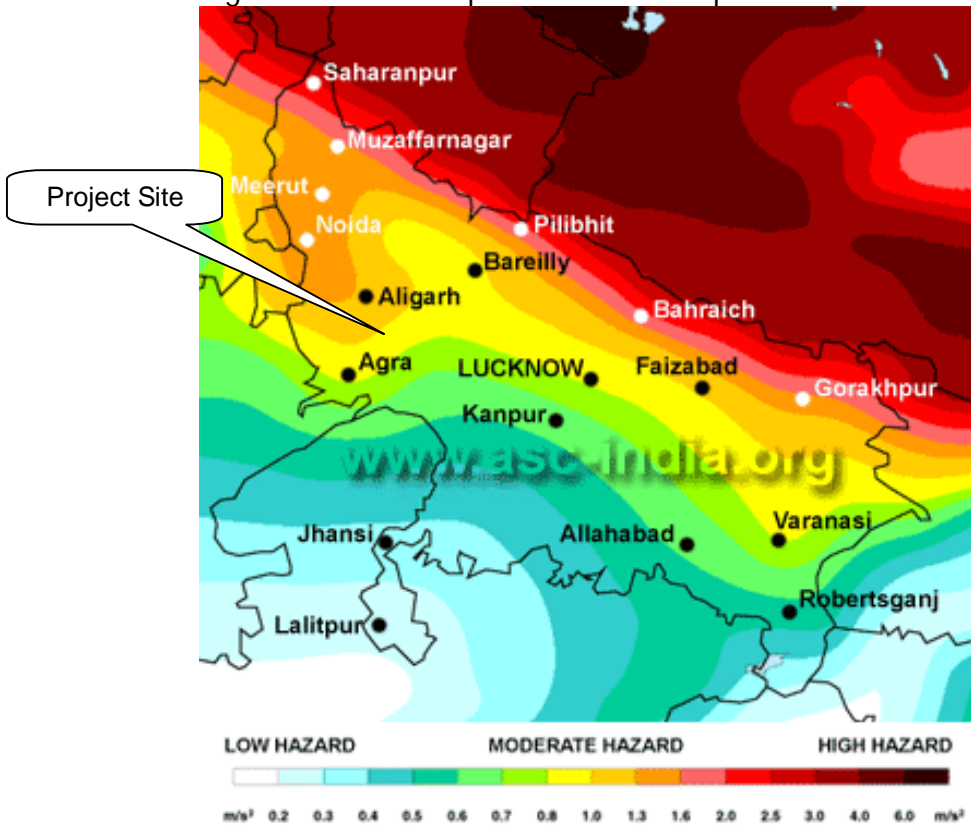 Saharanpur
Muzaffarnagar
Project Site
Meerut
Noida
Pilibhit
Bareilly
Aligarh
Bahraich
Agra
LUCKNOW
Faizabad
Gorakhpur
Kanpur
www.asc-india.org
Jhansi
Allahabad
Varanasi
Robertsganj
Lalitpur
LOW HAZARD MODERATE HAZARD HIGH HAZARD
m/s² 0.2 0.3 0.4 0.5 0.6 0.7 0.8 1.0 1.3 1.6 2.0 2.5 3.0 4.0 6.0 m/s²